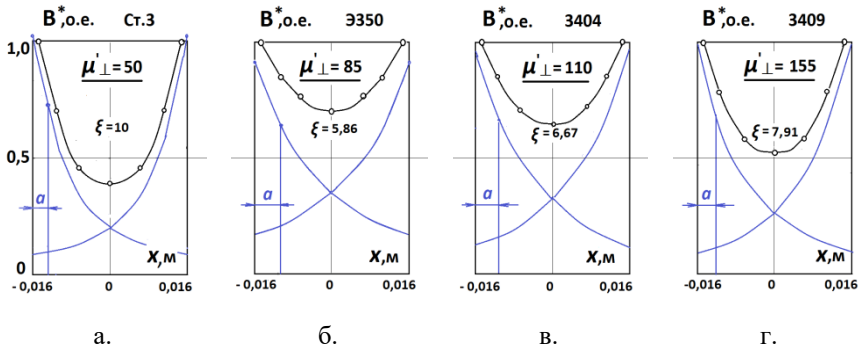 B*,о.е. Ст.3
1,0
μ'⊥ = 50
ξ = 10
0,5
a
0
X,м
- 0,016 0 0,016
а.
B*,о.е. Э350
μ'⊥ = 85
ξ = 5,86
a
X,м
-0,016 0 0,016
б.
B*,о.е. 3404
μ'⊥ = 110
ξ = 6,67
a
X,м
-0,016 0 0,016
в.
B*,о.е. 3409
μ'⊥ = 155
ξ = 7,91
a
X,м
-0,016 0 0,016
г.